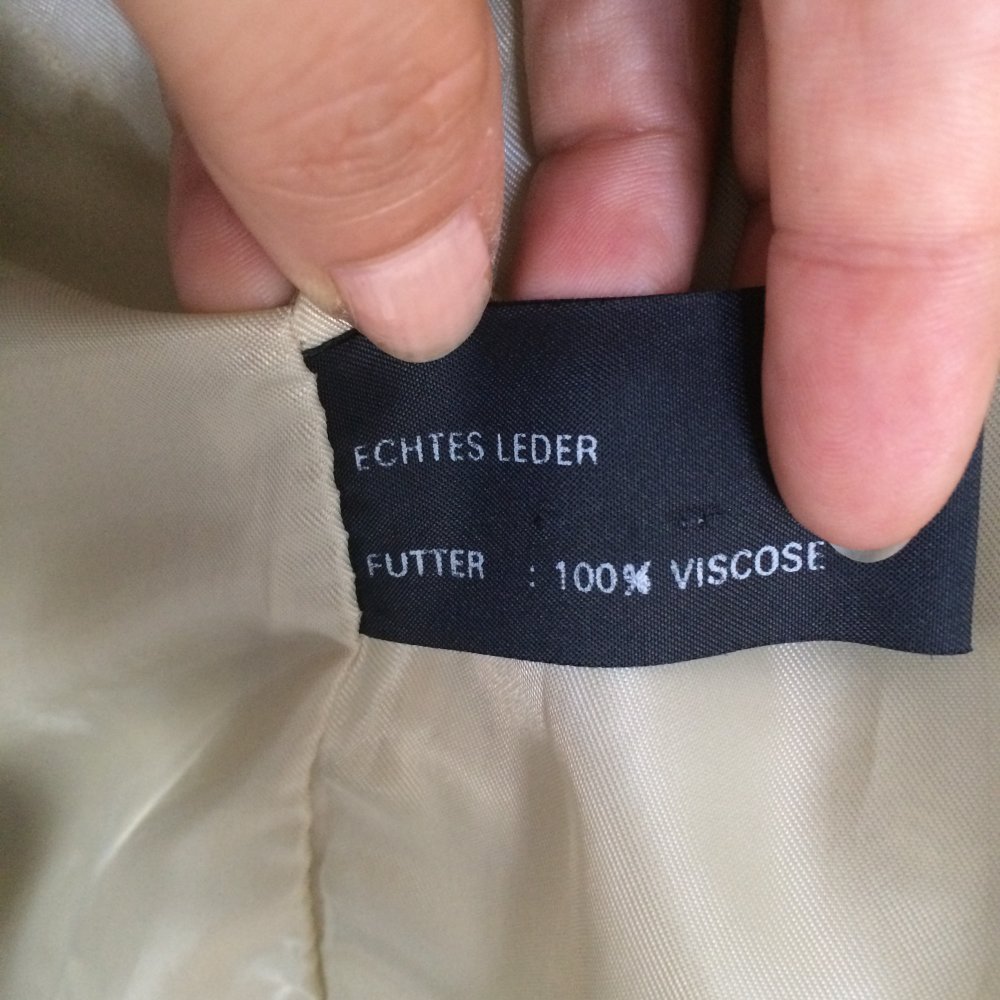 ECHTES LEDER
FUTTER : 100% VISCOSE